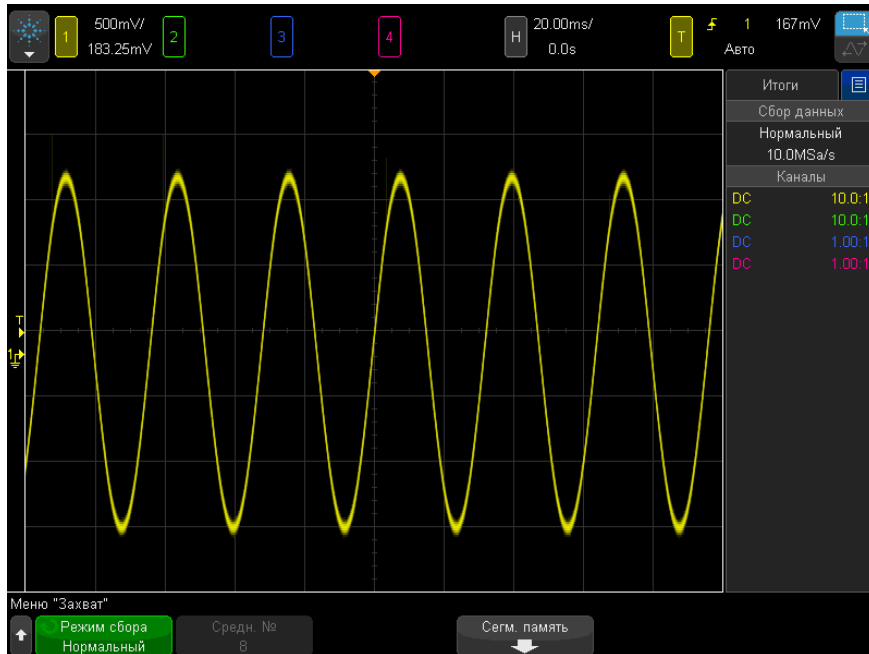 1 500mV/ 2 3 4 H 20.00ms/ T 1 167mV
183.25mV 0.0s Авто
Итоги
Сбор данных
Нормальный
10.0MSa/s
Каналы
DC 10.0:1
DC 10.0:1
DC 1.00:1
DC 1.00:1
T
1
Меню "Захват"
Режим сбора Средн. № Сегм. память
Нормальный 8